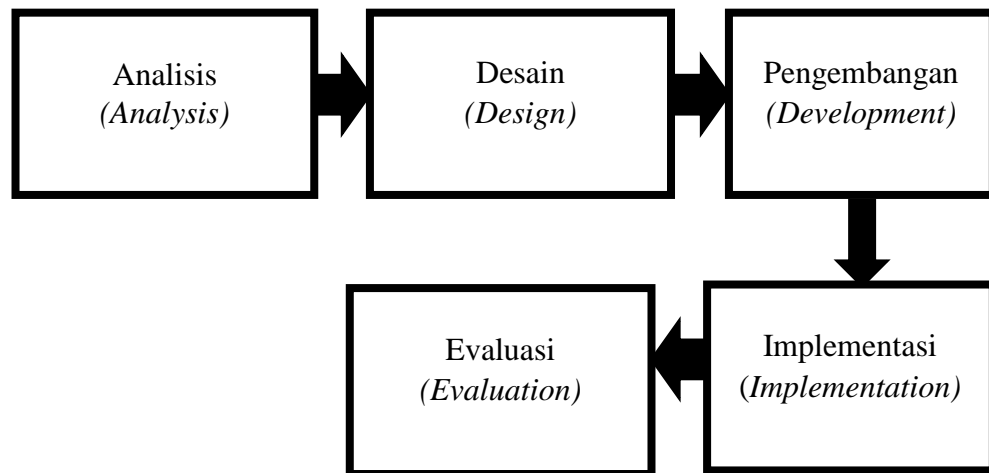 Analisis
(Analysis)
Desain
(Design)
Pengembangan
(Development)
Implementasi
(Implementation)
Evaluasi
(Evaluation)